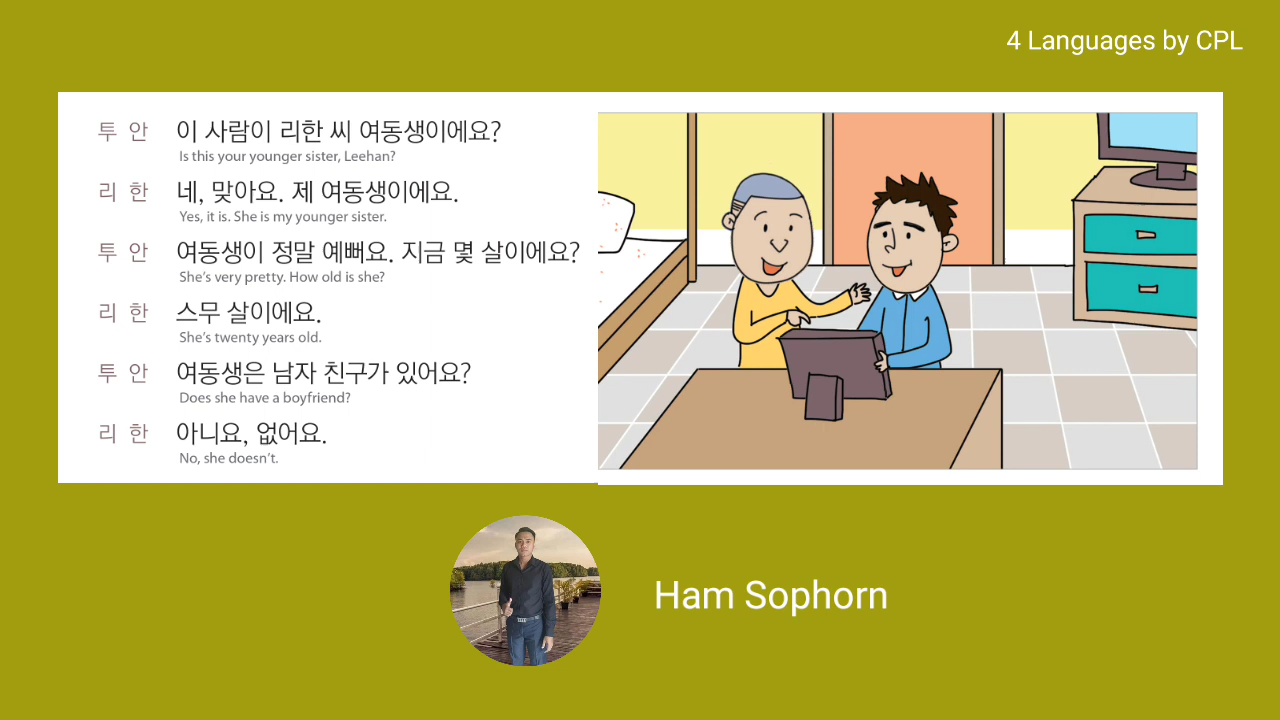 4 Languages by CPL
투 안 이 사람이 리한 씨 여동생이에요?
Is this your younger sister, Leehan?
리 한 네, 맞아요. 제 여동생이에요.
Yes, it is. She is my younger sister.
투 안 여동생이 정말 예뻐요. 지금 몇 살이에요?
She's very pretty. How old is she?
리 한 스무 살이에요.
She's twenty years old.
투 안 여동생은 남자 친구가 있어요?
Does she have a boyfriend?
리 한 아니요, 없어요.
No, she doesn't.
Ham Sophorn